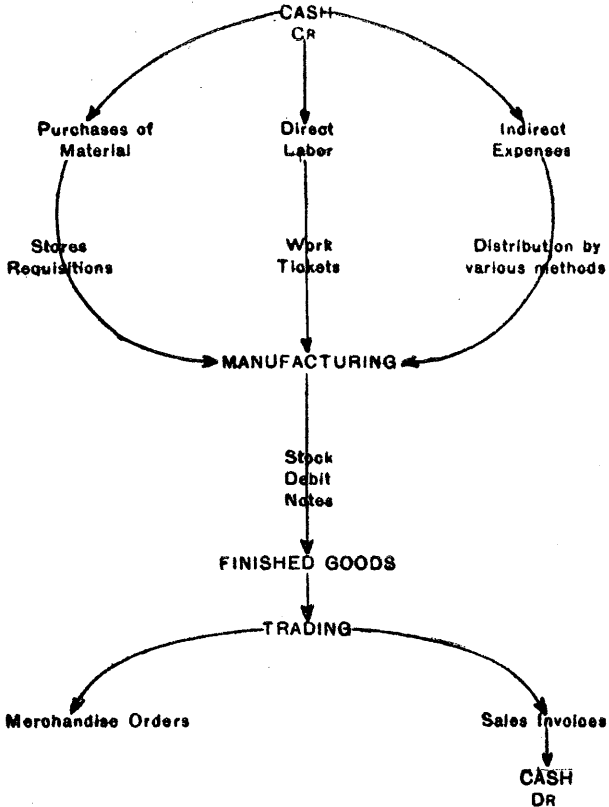 CASH
CR
Purchases of
Material
Direct
Labor
Indirect
Expenses
Stores
Requisitions
Work
Tickets
Distribution by
various methods
MANUFACTURING
Stock
Debit
Notes
FINISHED GOODS
TRADING
Merchandise Orders
Sales Invoices
CASH
DR